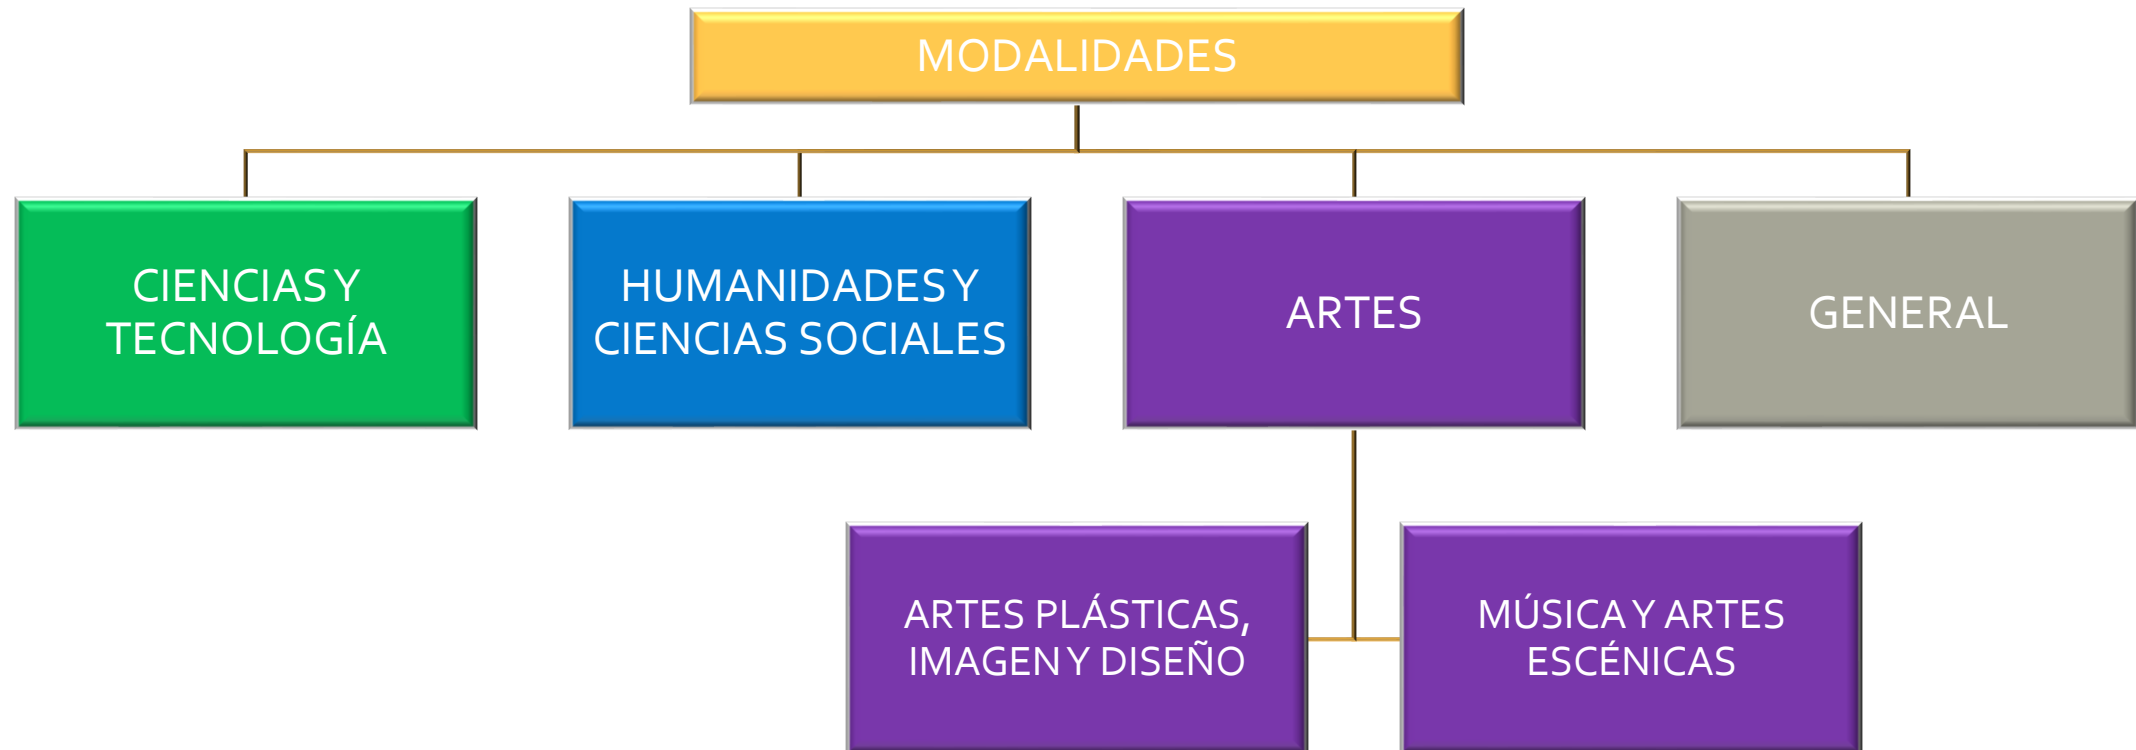 MODALIDADES
CIENCIAS Y
TECNOLOGÍA
HUMANIDADES Y
CIENCIAS SOCIALES
ARTES
GENERAL
ARTES PLÁSTICAS,
IMAGEN Y DISEÑO
MÚSICA Y ARTES
ESCÉNICAS